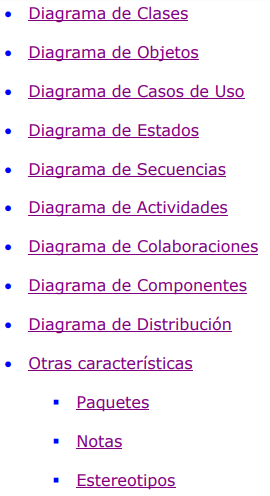 Diagrama de Clases
Diagrama de Objetos
Diagrama de Casos de Uso
Diagrama de Estados
Diagrama de Secuencias
Diagrama de Actividades
Diagrama de Colaboraciones
Diagrama de Componentes
Diagrama de Distribución
Otras características
Paquetes
Notas
Estereotipos